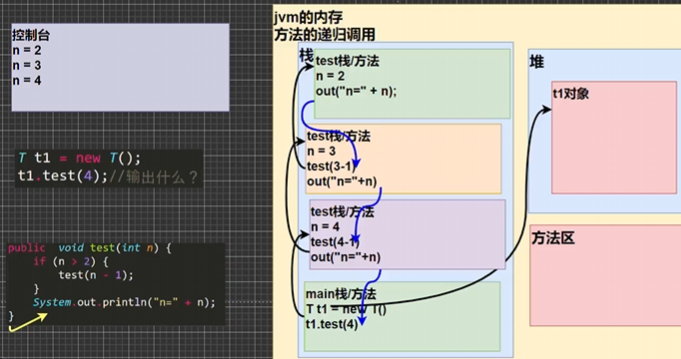 控制台
n = 2
n = 3
n = 4
T t1 = new T();
t1.test(4);//输出什么？
public void test(int n) {
if (n > 2) {
test(n - 1);
}
System.out.println("n=" + n);
}
jvm的内存
方法的递归调用
栈
test栈/方法
n = 2
out("n=" + n);
test栈/方法
n = 3
test(3-1)
out("n="+n)
test栈/方法
n = 4
test(4-1)
out("n="+n)
main栈/方法
T t1 = new T()
t1.test(4)
堆
t1对象
方法区